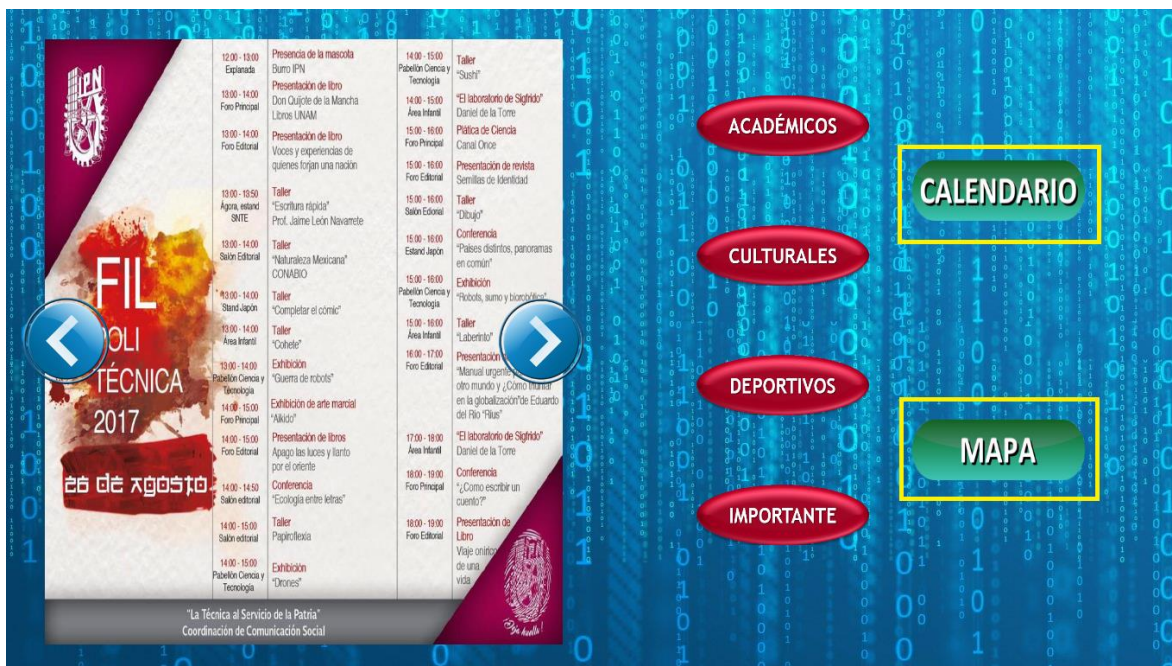 IPN
FIL
POLI
TÉCNICA
2017
26 de agosto
12:00 - 13:00
Explanada
Presencia de la mascota
Burro IPN
13:00 - 14:00
Foro Principal
Presentación de libro
Don Quijote de la Mancha
Libros UNAM
13:00 - 14:00
Foro Editorial
Presentación de libro
Voces y experiencias de
quienes forjan una nación
13:00 - 13:50
Ágora, estand
SNTE
Taller
"Escritura rápida"
Prof. Jaime León Navarrete
13:00 - 14:00
Salón Editorial
Taller
"Naturaleza Mexicana"
CONABIO
13:00 - 14:00
Stand Japón
Taller
"Completar el cómic"
13:00 - 14:00
Área Infantil
Taller
"Cohete"
13:00 - 14:00
Pabellón Ciencia y
Tecnología
Exhibición
"Guerra de robots"
14:00 - 15:00
Foro Principal
Exhibición de arte marcial
"Aikido"
14:00 - 15:00
Foro Editorial
Presentación de libros
Apago las luces y llanto
por el oriente
14:00 - 14:50
Salón editorial
Conferencia
"Ecología entre letras"
14:00 - 15:00
Salón editorial
Taller
Papiroflexia
14:00 - 15:00
Pabellón Ciencia y
Tecnología
Exhibición
"Drones"
14:00 - 15:00
Pabellón Ciencia y
Tecnología
Taller
"Sushi"
14:00 - 15:00
Área Infantil
"El laboratorio de Sigfrido"
Daniel de la Torre
15:00 - 16:00
Foro Principal
Plática de Ciencia
Canal Once
15:00 - 16:00
Foro Editorial
Presentación de revista
Semillas de Identidad
15:00 - 16:00
Salón Edional
Taller
"Dibujo"
15:00 - 16:00
Estand Japón
Conferencia
"Países distintos, panoramas
en común"
15:00 - 16:00
Pabellón Ciencia y
Tecnología
Exhibición
"Robots, sumo y biorobótica"
15:00 - 16:00
Área Infantil
Taller
"Laberinto"
16:00 - 17:00
Foro Editorial
Presentación
"Manual urgente
otro mundo y ¿Cómo triunfar
en la globalización"de Eduardo
del Río "Rius"
17:00 - 18:00
Área Infantil
"El laboratorio de Sigfrido"
Daniel de la Torre
18:00 - 19:00
Foro Principal
Conferencia
"¿Como escribir un
cuento?"
18:00 - 19:00
Foro Editorial
Presentación de
Libro
Viaje onírico
de una
vida
"La Técnica al Servicio de la Patria"
Coordinación de Comunicación Social
¡Deja huella!
ACADÉMICOS
CULTURALES
DEPORTIVOS
IMPORTANTE
CALENDARIO
MAPA